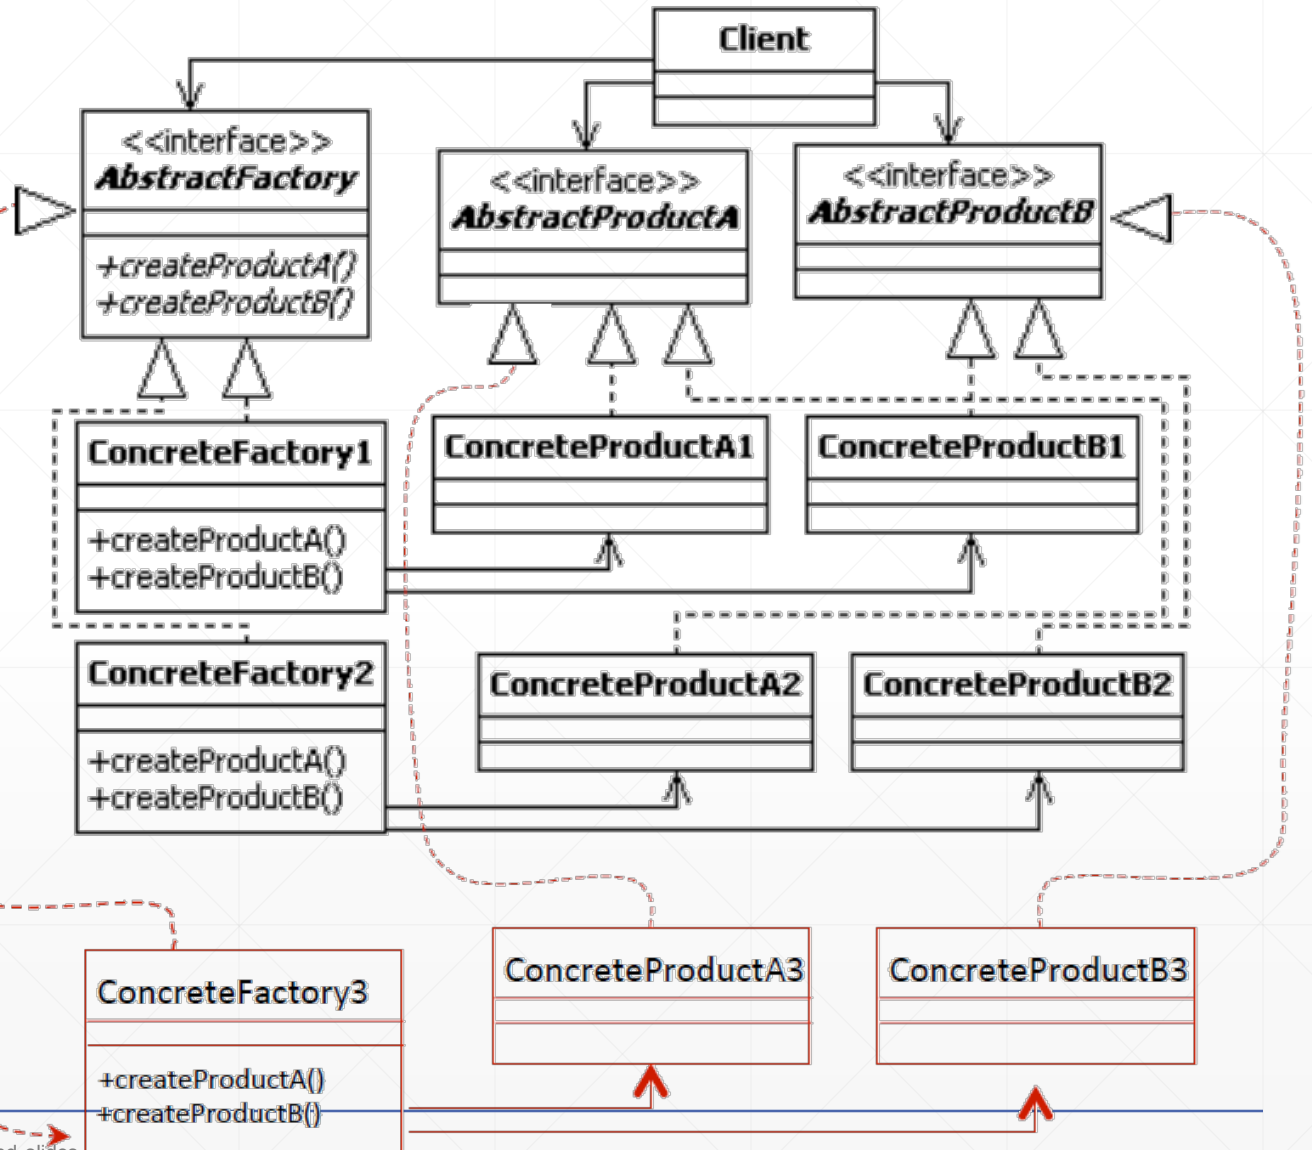 Client
<<interface>>
AbstractFactory
+createProductA()
+createProductB()
<<interface>>
AbstractProductA
<<interface>>
AbstractProductB
ConcreteFactory1
+createProductA()
+createProductB()
ConcreteProductA1
ConcreteProductB1
ConcreteFactory2
+createProductA()
+createProductB()
ConcreteProductA2
ConcreteProductB2
ConcreteFactory3
+createProductA()
+createProductB()
ConcreteProductA3
ConcreteProductB3